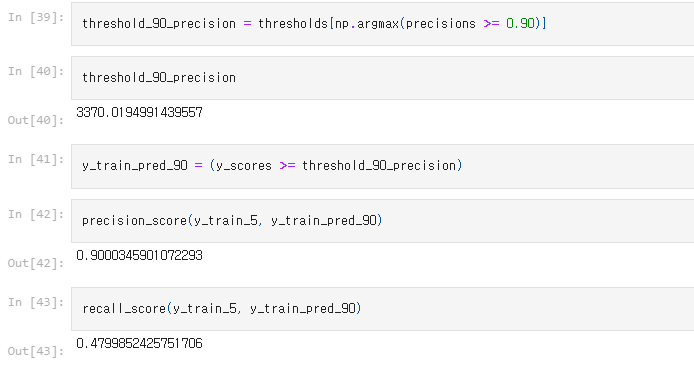 In [39]: threshold_90_precision = thresholds[np.argmax(precisions >= 0.90)]
In [40]: threshold_90_precision
Out[40]: 3370.0194991439557
In [41]: y_train_pred_90 = (y_scores >= threshold_90_precision)
In [42]: precision_score(y_train_5, y_train_pred_90)
Out[42]: 0.9000345901072293
In [43]: recall_score(y_train_5, y_train_pred_90)
Out[43]: 0.4799852425751706